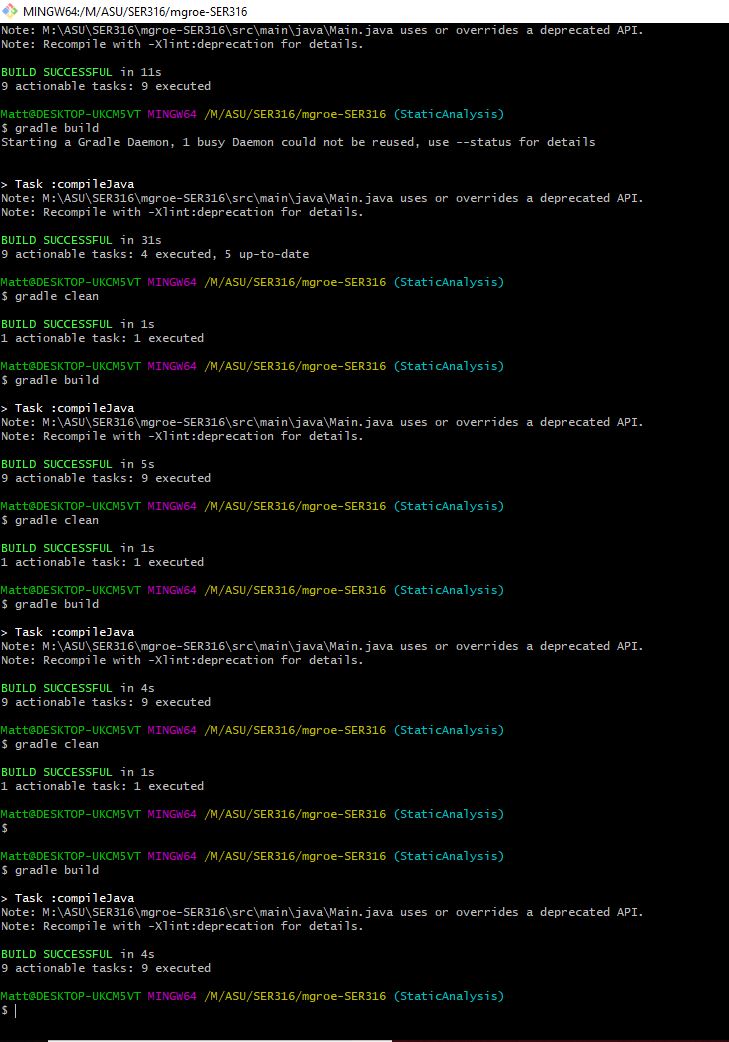 MINGW64:/M/ASU/SER316/mgroe-SER316
Note: M:\ASU\SER316\mgroe-SER316\src\main\java\Main.java uses or overrides a deprecated API.
Note: Recompile with -Xlint:deprecation for details.
BUILD SUCCESSFUL in 11s
9 actionable tasks: 9 executed
Matt@DESKTOP-UKCM5VT MINGW64 /M/ASU/SER316/mgroe-SER316 (StaticAnalysis)
$ gradle build
Starting a Gradle Daemon, 1 busy Daemon could not be reused, use --status for details
> Task :compileJava
Note: M:\ASU\SER316\mgroe-SER316\src\main\java\Main.java uses or overrides a deprecated API.
Note: Recompile with -Xlint:deprecation for details.
BUILD SUCCESSFUL in 31s
9 actionable tasks: 4 executed, 5 up-to-date
Matt@DESKTOP-UKCM5VT MINGW64 /M/ASU/SER316/mgroe-SER316 (StaticAnalysis)
$ gradle clean
BUILD SUCCESSFUL in 1s
1 actionable task: 1 executed
Matt@DESKTOP-UKCM5VT MINGW64 /M/ASU/SER316/mgroe-SER316 (StaticAnalysis)
$ gradle build
> Task :compileJava
Note: M:\ASU\SER316\mgroe-SER316\src\main\java\Main.java uses or overrides a deprecated API.
Note: Recompile with -Xlint:deprecation for details.
BUILD SUCCESSFUL in 5s
9 actionable tasks: 9 executed
Matt@DESKTOP-UKCM5VT MINGW64 /M/ASU/SER316/mgroe-SER316 (StaticAnalysis)
$ gradle clean
BUILD SUCCESSFUL in 1s
1 actionable task: 1 executed
Matt@DESKTOP-UKCM5VT MINGW64 /M/ASU/SER316/mgroe-SER316 (StaticAnalysis)
$ gradle build
> Task :compileJava
Note: M:\ASU\SER316\mgroe-SER316\src\main\java\Main.java uses or overrides a deprecated API.
Note: Recompile with -Xlint:deprecation for details.
BUILD SUCCESSFUL in 4s
9 actionable tasks: 9 executed
Matt@DESKTOP-UKCM5VT MINGW64 /M/ASU/SER316/mgroe-SER316 (StaticAnalysis)
$ gradle clean
BUILD SUCCESSFUL in 1s
1 actionable task: 1 executed
Matt@DESKTOP-UKCM5VT MINGW64 /M/ASU/SER316/mgroe-SER316 (StaticAnalysis)
$
Matt@DESKTOP-UKCM5VT MINGW64 /M/ASU/SER316/mgroe-SER316 (StaticAnalysis)
$ gradle build
> Task :compileJava
Note: M:\ASU\SER316\mgroe-SER316\src\main\java\Main.java uses or overrides a deprecated API.
Note: Recompile with -Xlint:deprecation for details.
BUILD SUCCESSFUL in 4s
9 actionable tasks: 9 executed
Matt@DESKTOP-UKCM5VT MINGW64 /M/ASU/SER316/mgroe-SER316 (StaticAnalysis)
$